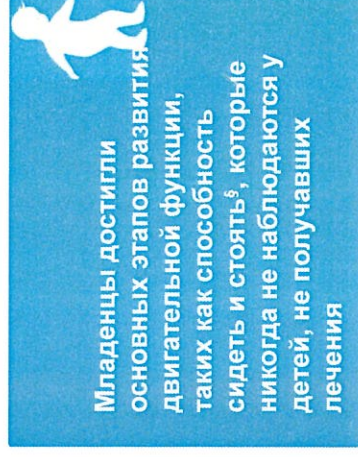 Младенцы достигли
основных этапов развития
двигательной функции,
таких как способность
сидеть и стоять§, которые
никогда не наблюдаются у
детей, не получавших
лечения